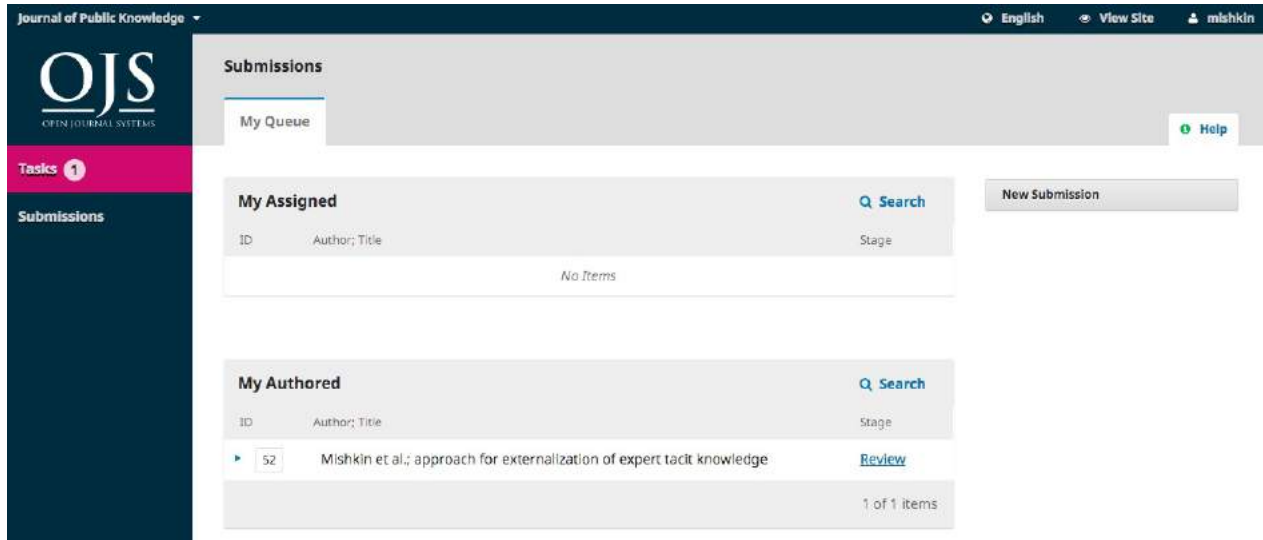 Journal of Public Knowledge
English View Site mishkin
OJS
OPEN JOURNAL SYSTEMS
Submissions
My Queue
Help
Tasks 1
Submissions
My Assigned Search
ID Author; Title Stage
No Items
New Submission
My Authored Search
ID Author; Title Stage
52 Mishkin et al.; approach for externalization of expert tacit knowledge Review
1 of 1 items